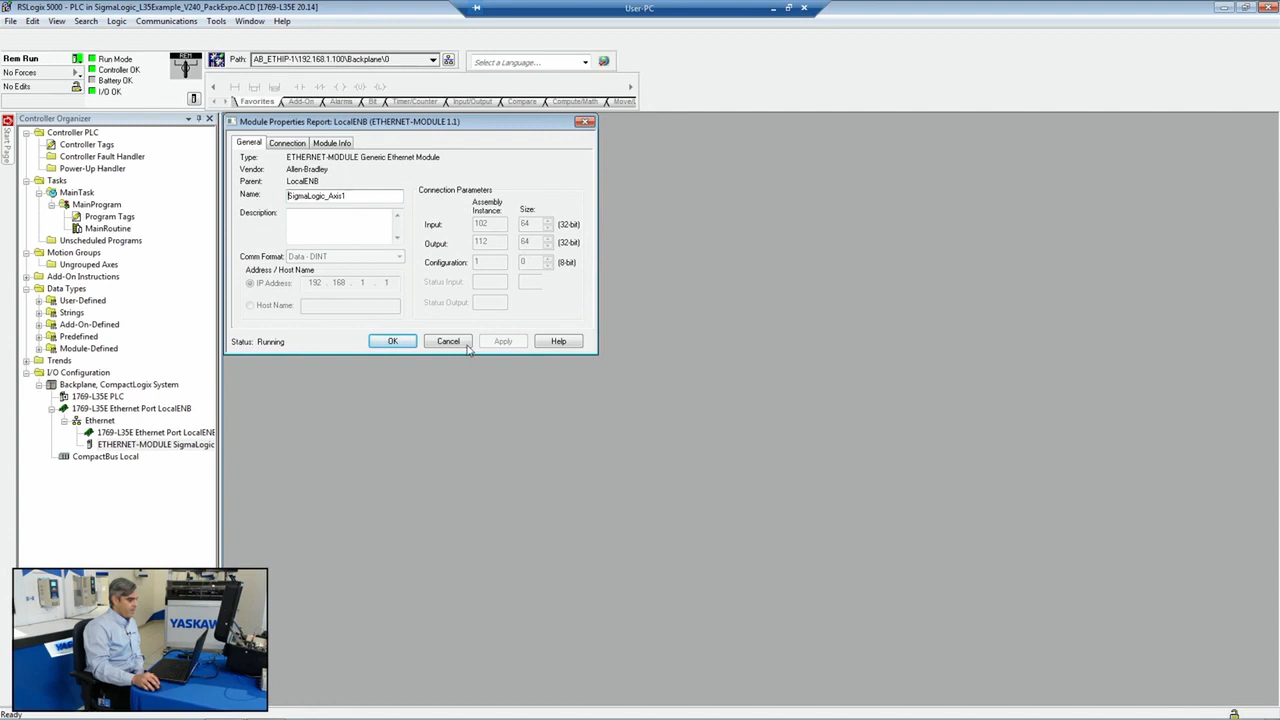 RSLogix 5000 - PLC in SigmaLogic_L35Example_V240_PackExpo.ACD [1769-L35E 20.14]
User-PC
File Edit View Search Logic Communications Tools Window Help
Rem Run
No Forces
No Edits
Run Mode
Controller OK
Battery OK
I/O OK
REM
Path: AB_ETHIP-1\192.168.1.100\Backplane\0
Select a Language...
Favorites Add-On Alarms Bit Timer/Counter Input/Output Compare Compute/Math Move/L
Start Page
Controller Organizer
Controller PLC
Controller Tags
Controller Fault Handler
Power-Up Handler
Tasks
MainTask
MainProgram
Program Tags
MainRoutine
Unscheduled Programs
Motion Groups
Ungrouped Axes
Add-On Instructions
Data Types
User-Defined
Strings
Add-On-Defined
Predefined
Module-Defined
Trends
I/O Configuration
Backplane, CompactLogix System
1769-L35E PLC
1769-L35E Ethernet Port LocalENB
Ethernet
1769-L35E Ethernet Port LocalENB
ETHERNET-MODULE SigmaLogic
CompactBus Local
Module Properties Report: LocalENB (ETHERNET-MODULE 1.1)
General Connection Module Info
Type: ETHERNET-MODULE Generic Ethernet Module
Vendor: Allen-Bradley
Parent: LocalENB
Name: SigmaLogic_Axis1
Description:
Comm Format: Data - DINT
Address / Host Name
IP Address: 192 . 168 . 1 . 1
Host Name:
Connection Parameters
Assembly Instance: Size:
Input: 102 64 (32-bit)
Output: 112 64 (32-bit)
Configuration: 1 0 (8-bit)
Status Input:
Status Output:
Status: Running
OK Cancel Apply Help
YASKAWA
Ready